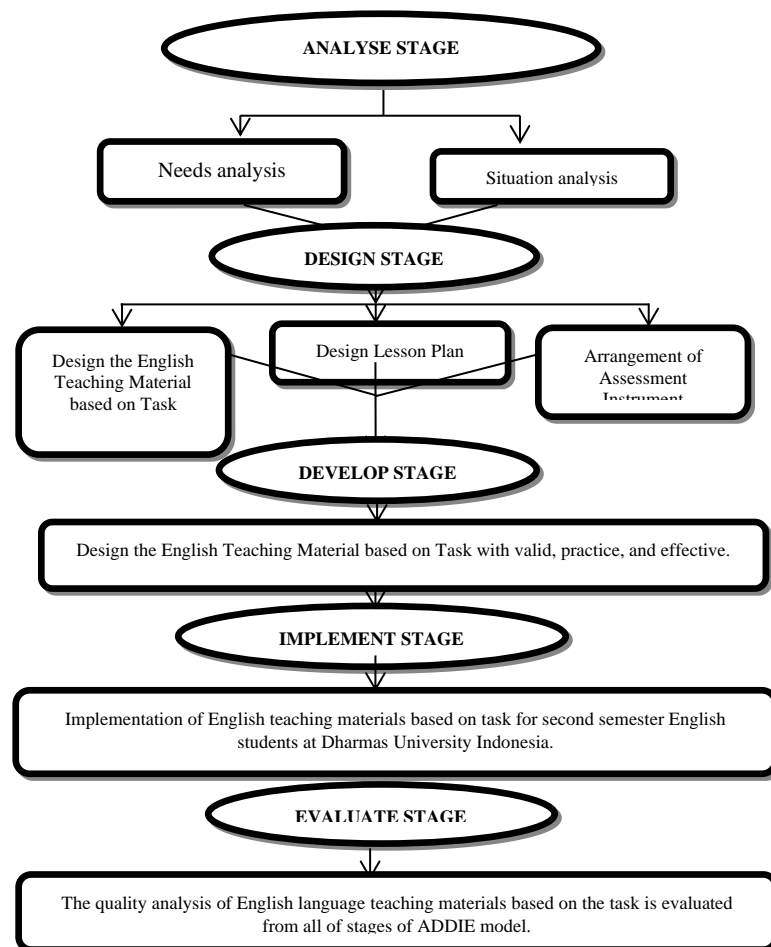 ANALYSE STAGE
Needs analysis
Situation analysis
DESIGN STAGE
Design the English
Teaching Material
based on Task
Design Lesson Plan
Arrangement of
Assessment
Instrument
DEVELOP STAGE
Design the English Teaching Material based on Task with valid, practice, and effective.
IMPLEMENT STAGE
Implementation of English teaching materials based on task for second semester English
students at Dharmas University Indonesia.
EVALUATE STAGE
The quality analysis of English language teaching materials based on the task is evaluated
from all of stages of ADDIE model.